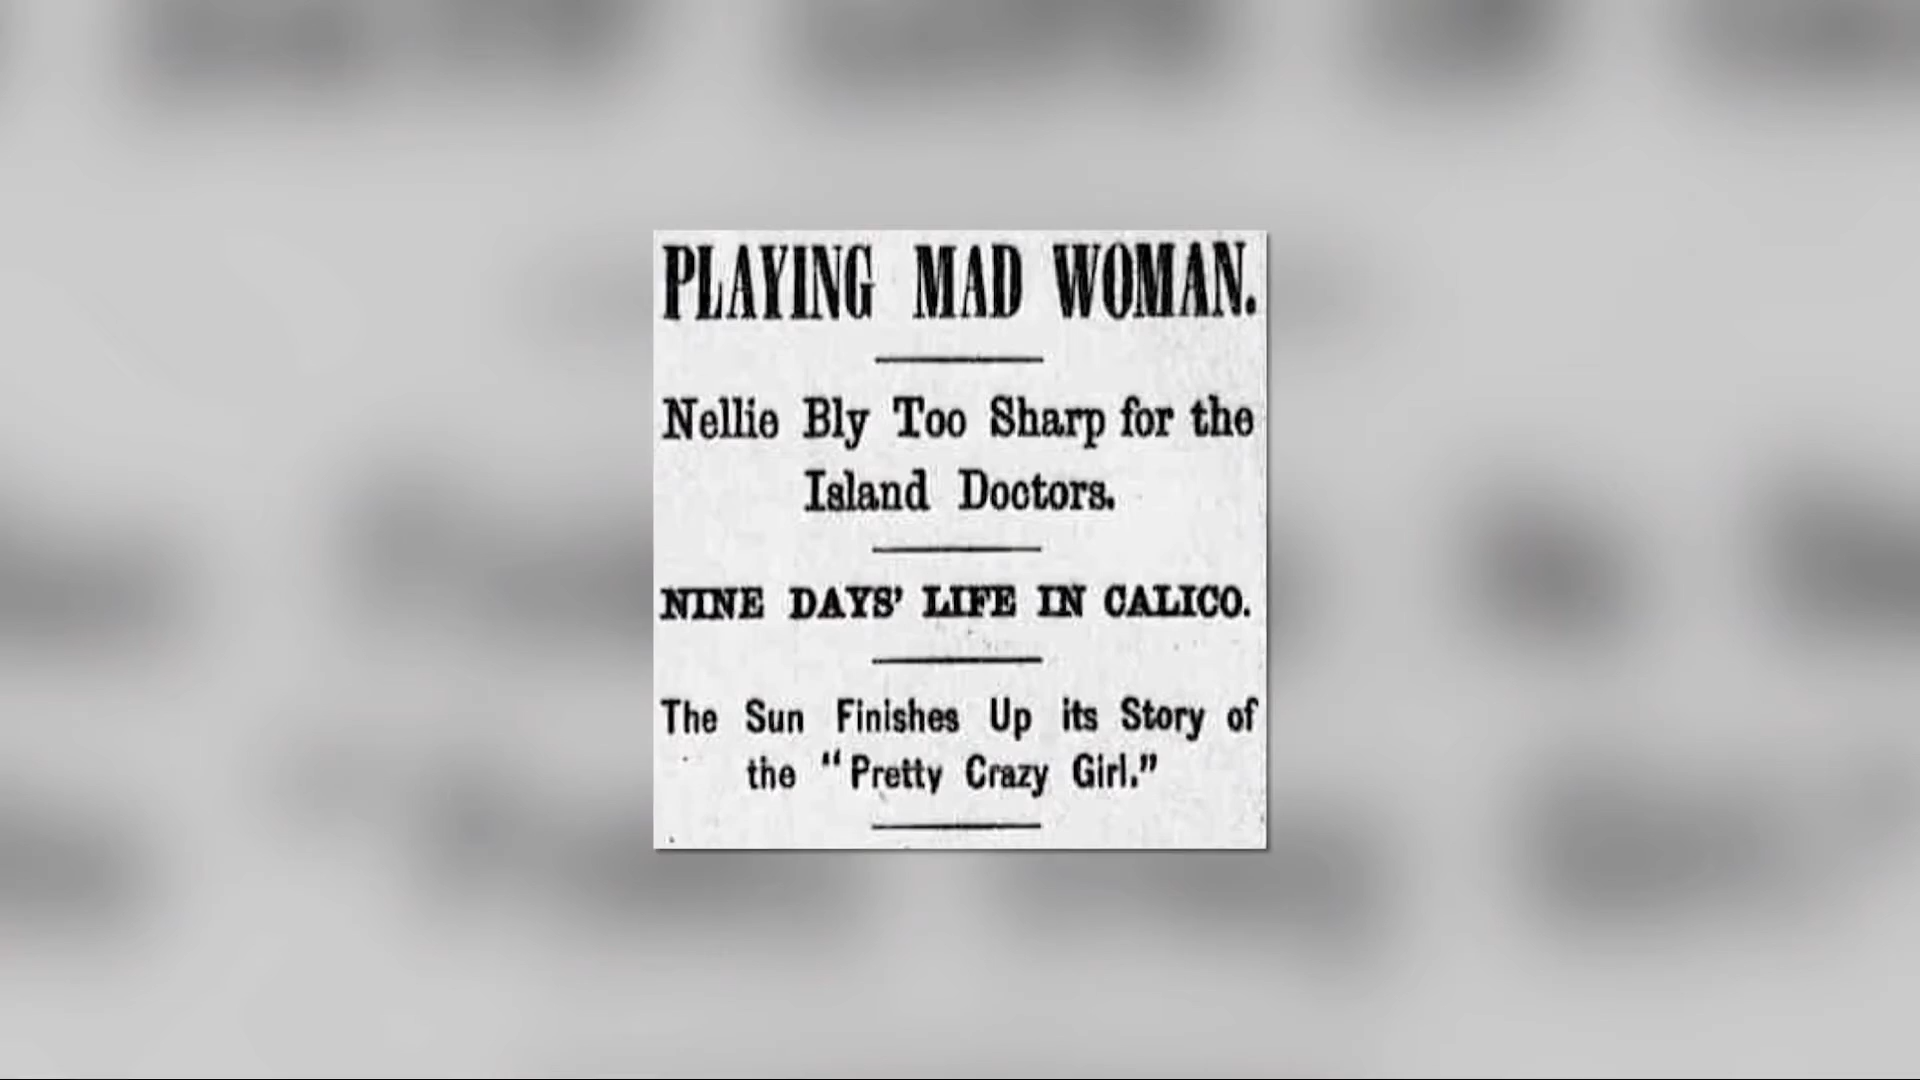 PLAYING MAD WOMAN.
Nellie Bly Too Sharp for the
Island Doctors.
NINE DAYS' LIFE IN CALICO.
The Sun Finishes Up its Story of
the "Pretty Crazy Girl."